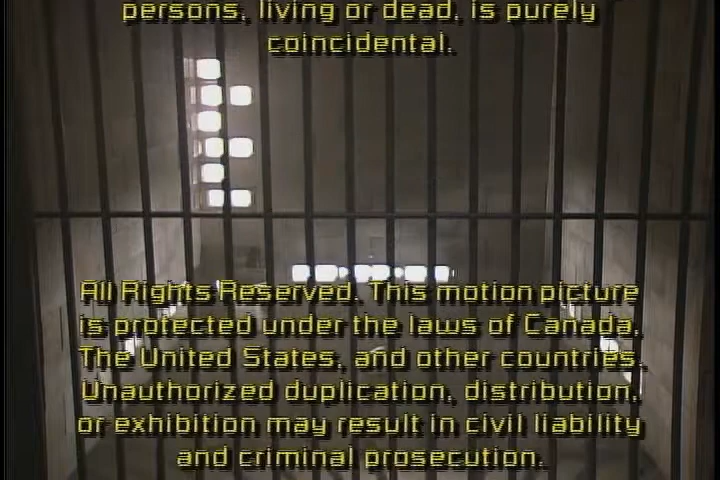 persons, living or dead, is purely
coincidental.
All Rights Reserved. This motion picture
is protected under the laws of Canada,
The United States, and other countries.
Unauthorized duplication, distribution,
or exhibition may result in civil liability
and criminal prosecution.